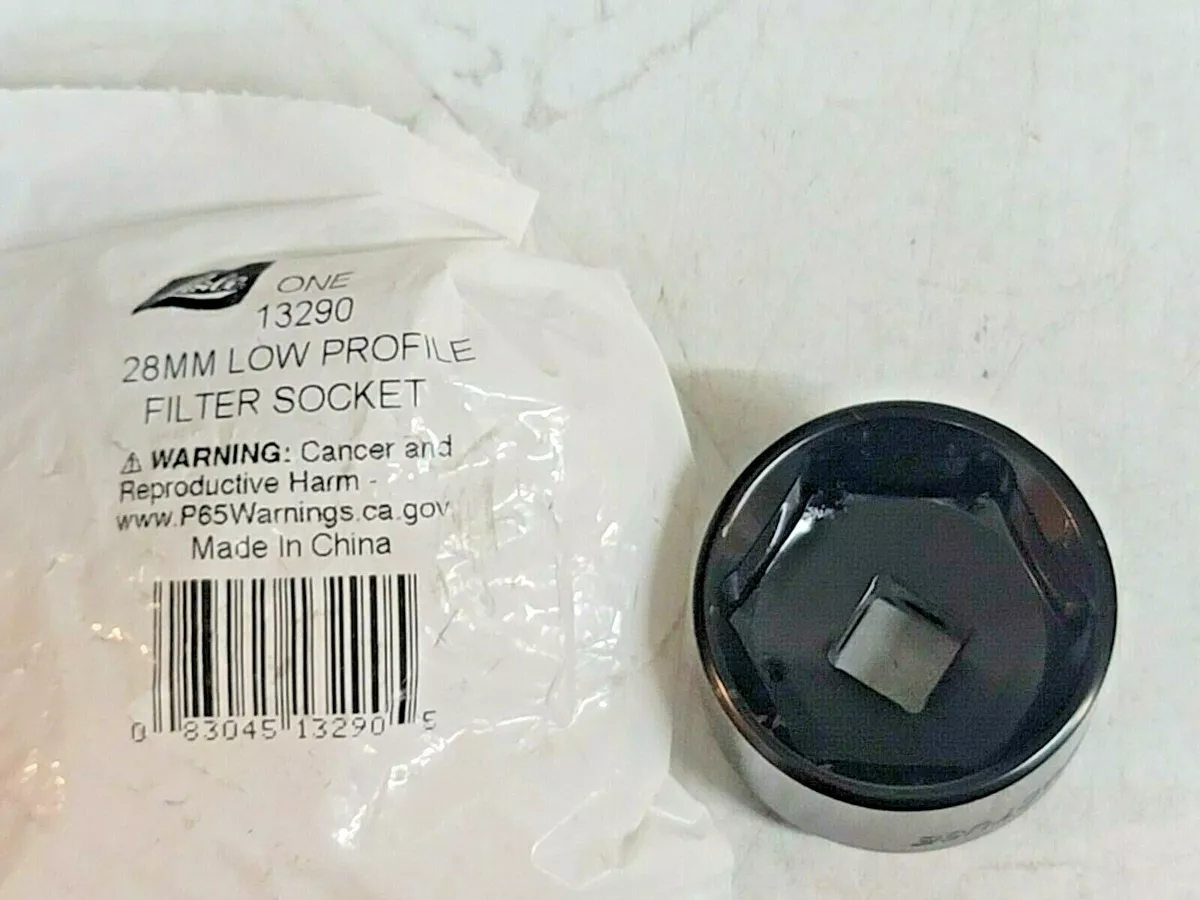 ONE
13290
28MM LOW PROFILE
FILTER SOCKET
⚠ WARNING: Cancer and
Reproductive Harm -
www.P65Warnings.ca.gov
Made In China
0 83045 13290 5